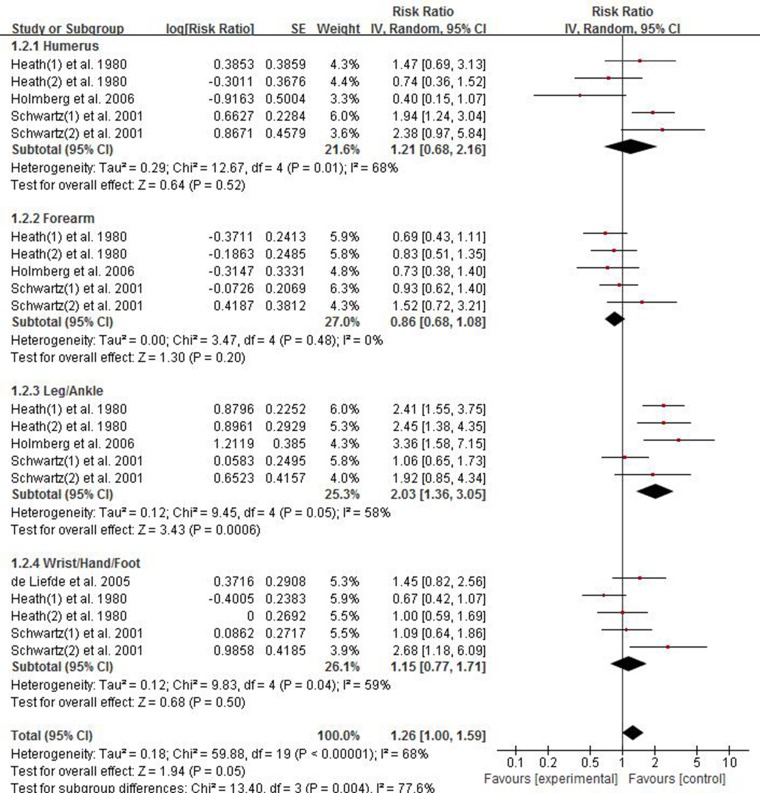 Risk Ratio Risk Ratio
Study or Subgroup log[Risk Ratio] SE Weight IV, Random, 95% CI IV, Random, 95% CI
1.2.1 Humerus
Heath(1) et al. 1980 0.3853 0.3859 4.3% 1.47 [0.69, 3.13]
Heath(2) et al. 1980 -0.3011 0.3676 4.4% 0.74 [0.36, 1.52]
Holmberg et al. 2006 -0.9163 0.5004 3.3% 0.40 [0.15, 1.07]
Schwartz(1) et al. 2001 0.6627 0.2284 6.0% 1.94 [1.24, 3.04]
Schwartz(2) et al. 2001 0.8671 0.4579 3.6% 2.38 [0.97, 5.84]
Subtotal (95% CI) 21.6% 1.21 [0.68, 2.16]
Heterogeneity: Tau² = 0.29; Chi² = 12.67, df = 4 (P = 0.01); I² = 68%
Test for overall effect: Z = 0.64 (P = 0.52)
1.2.2 Forearm
Heath(1) et al. 1980 -0.3711 0.2413 5.9% 0.69 [0.43, 1.11]
Heath(2) et al. 1980 -0.1863 0.2485 5.8% 0.83 [0.51, 1.35]
Holmberg et al. 2006 -0.3147 0.3331 4.8% 0.73 [0.38, 1.40]
Schwartz(1) et al. 2001 -0.0726 0.2069 6.3% 0.93 [0.62, 1.40]
Schwartz(2) et al. 2001 0.4187 0.3812 4.3% 1.52 [0.72, 3.21]
Subtotal (95% CI) 27.0% 0.86 [0.68, 1.08]
Heterogeneity: Tau² = 0.00; Chi² = 3.47, df = 4 (P = 0.48); I² = 0%
Test for overall effect: Z = 1.30 (P = 0.20)
1.2.3 Leg/Ankle
Heath(1) et al. 1980 0.8796 0.2252 6.0% 2.41 [1.55, 3.75]
Heath(2) et al. 1980 0.8961 0.2929 5.3% 2.45 [1.38, 4.35]
Holmberg et al. 2006 1.2119 0.385 4.3% 3.36 [1.58, 7.15]
Schwartz(1) et al. 2001 0.0583 0.2495 5.8% 1.06 [0.65, 1.73]
Schwartz(2) et al. 2001 0.6523 0.4157 4.0% 1.92 [0.85, 4.34]
Subtotal (95% CI) 25.3% 2.03 [1.36, 3.05]
Heterogeneity: Tau² = 0.12; Chi² = 9.45, df = 4 (P = 0.05); I² = 58%
Test for overall effect: Z = 3.43 (P = 0.0006)
1.2.4 Wrist/Hand/Foot
de Liefde et al. 2005 0.3716 0.2908 5.3% 1.45 [0.82, 2.56]
Heath(1) et al. 1980 -0.4005 0.2383 5.9% 0.67 [0.42, 1.07]
Heath(2) et al. 1980 0 0.2692 5.5% 1.00 [0.59, 1.69]
Schwartz(1) et al. 2001 0.0862 0.2717 5.5% 1.09 [0.64, 1.86]
Schwartz(2) et al. 2001 0.9858 0.4185 3.9% 2.68 [1.18, 6.09]
Subtotal (95% CI) 26.1% 1.15 [0.77, 1.71]
Heterogeneity: Tau² = 0.12; Chi² = 9.83, df = 4 (P = 0.04); I² = 59%
Test for overall effect: Z = 0.68 (P = 0.50)
Total (95% CI) 100.0% 1.26 [1.00, 1.59]
Heterogeneity: Tau² = 0.18; Chi² = 59.88, df = 19 (P < 0.00001); I² = 68%
0.1 0.2 0.5 1 2 5 10
Test for overall effect: Z = 1.94 (P = 0.05)
Favours [experimental] Favours [control]
Test for subgroup differences: Chi² = 13.40, df = 3 (P = 0.004), I² = 77.6%